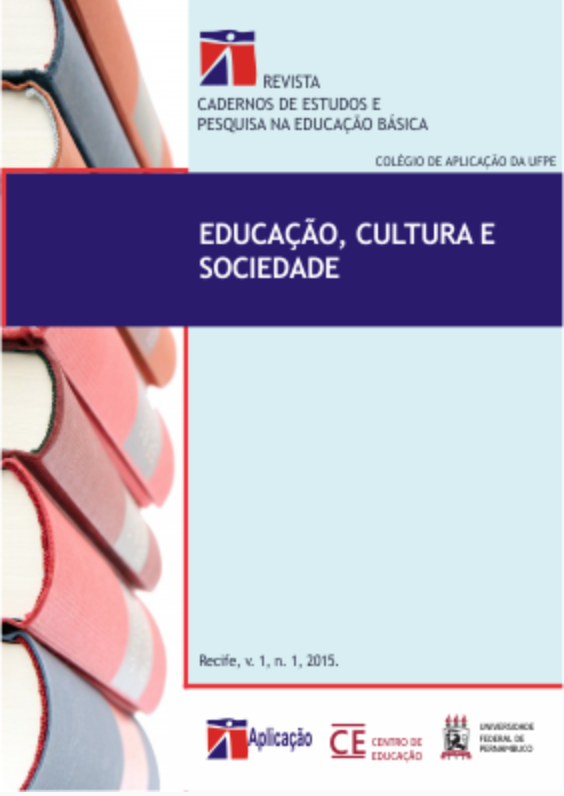 REVISTA
CADERNOS DE ESTUDOS E
PESQUISA NA EDUCAÇÃO BÁSICA
COLÉGIO DE APLICAÇÃO DA UFPE
EDUCAÇÃO, CULTURA E
SOCIEDADE
Recife, v. 1, n. 1, 2015.
Aplicação
CE
CENTRO DE
EDUCAÇÃO
UNIVERSIDADE
FEDERAL DE
PERNAMBUCO